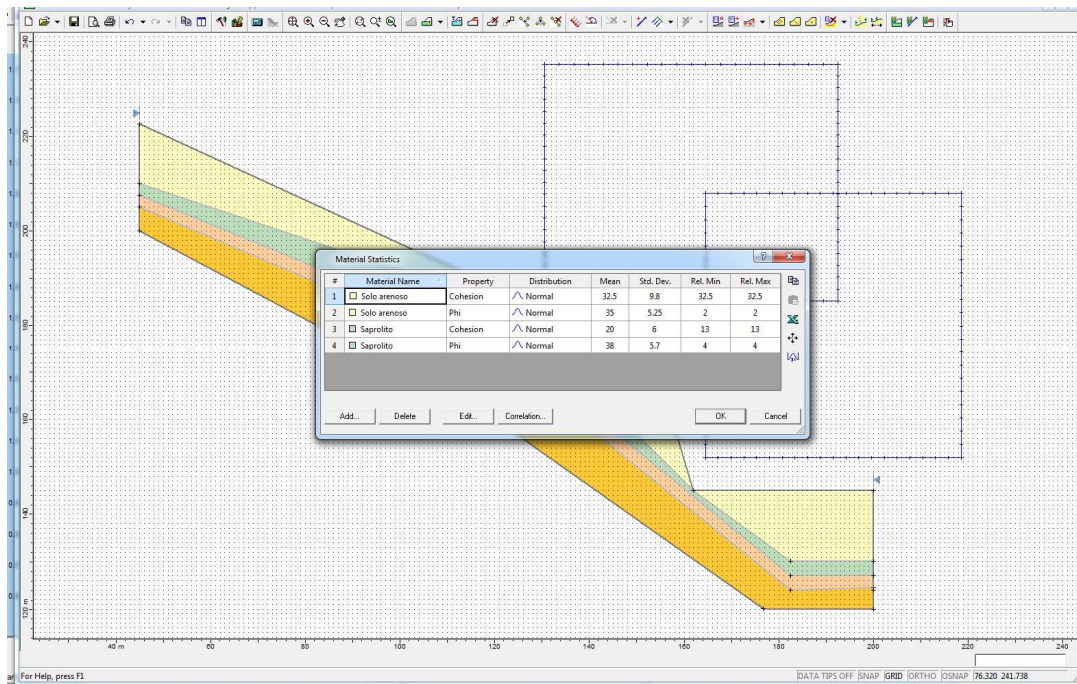 240
220
200
180
160
140
120 m
Material Statistics
# Material Name Property Distribution Mean Std. Dev. Rel. Min Rel. Max
1 Solo arenoso Cohesion Normal 32.5 9.8 32.5 32.5
2 Solo arenoso Phi Normal 35 5.25 2 2
3 Saprolito Cohesion Normal 20 6 13 13
4 Saprolito Phi Normal 38 5.7 4 4
Add... Delete Edit... Correlation... OK Cancel
40 m 60 80 100 120 140 160 180 200 220 240
For Help, press F1
DATA TIPS OFF SNAP GRID ORTHO OSNAP 76.320 241.738